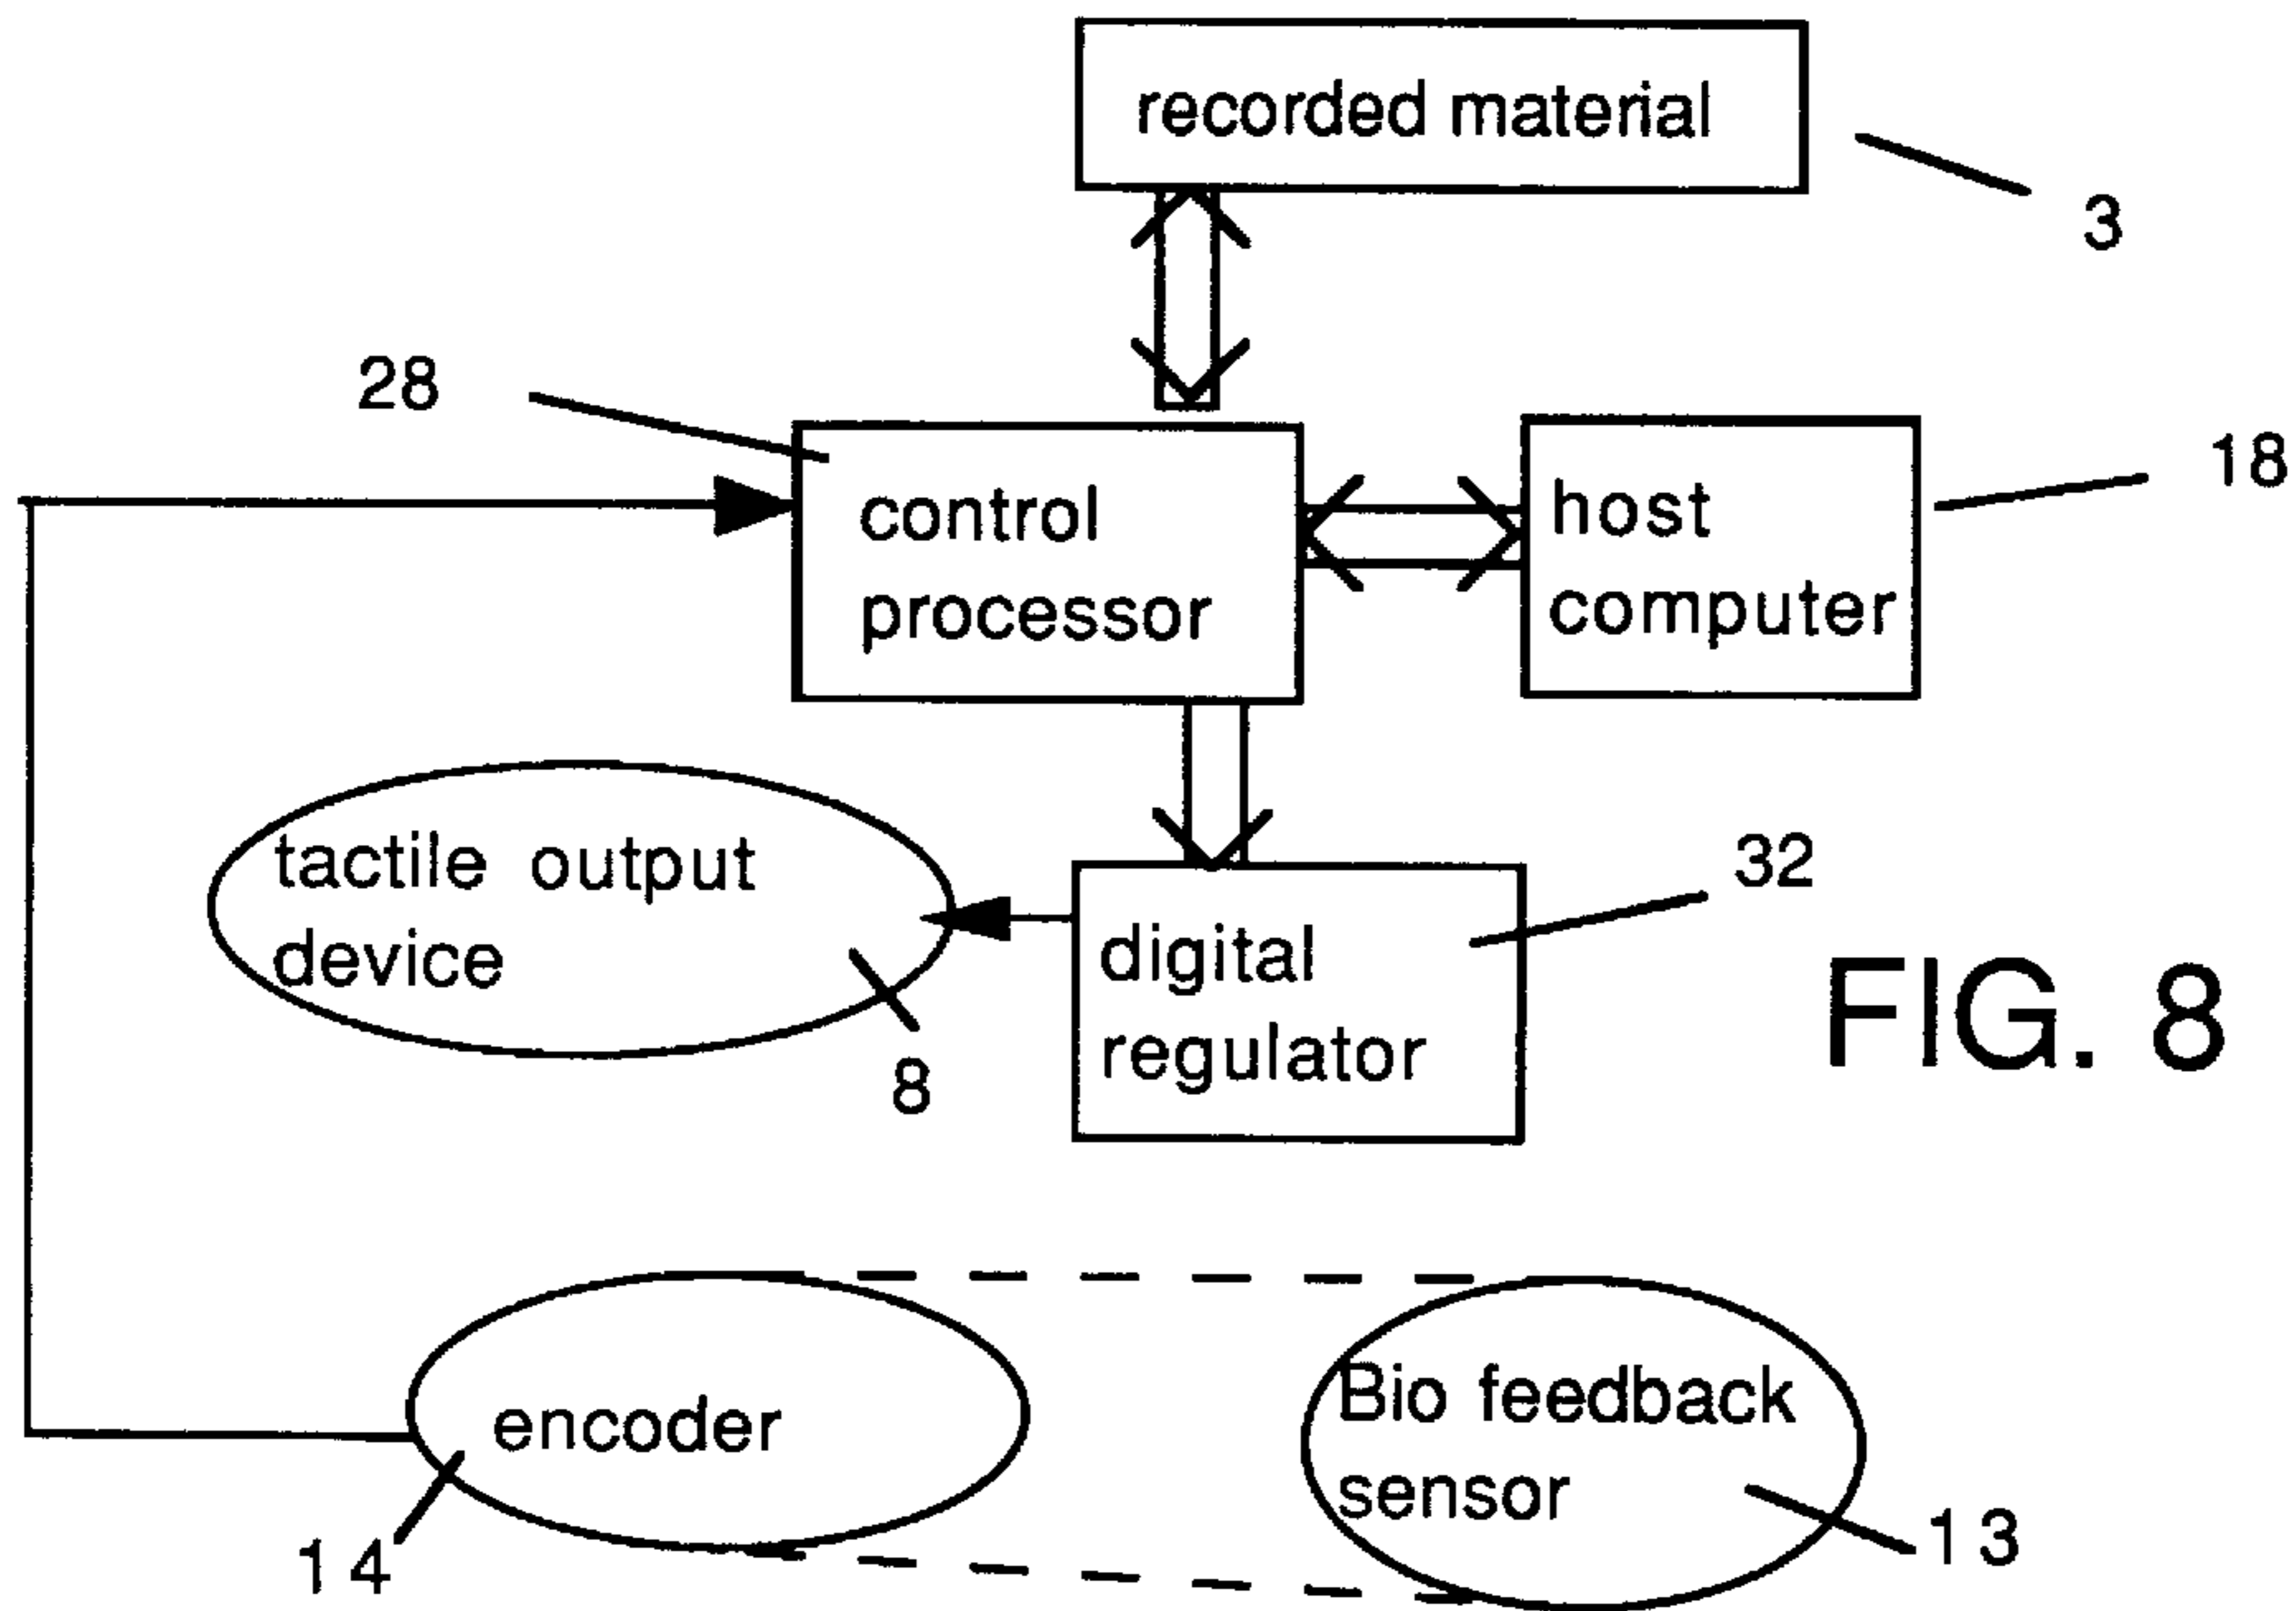 recorded material
3
28
control
processor
host
computer
18
tactile output
device
8
digital
regulator
32
FIG. 8
encoder
14
Bio feedback
sensor
13